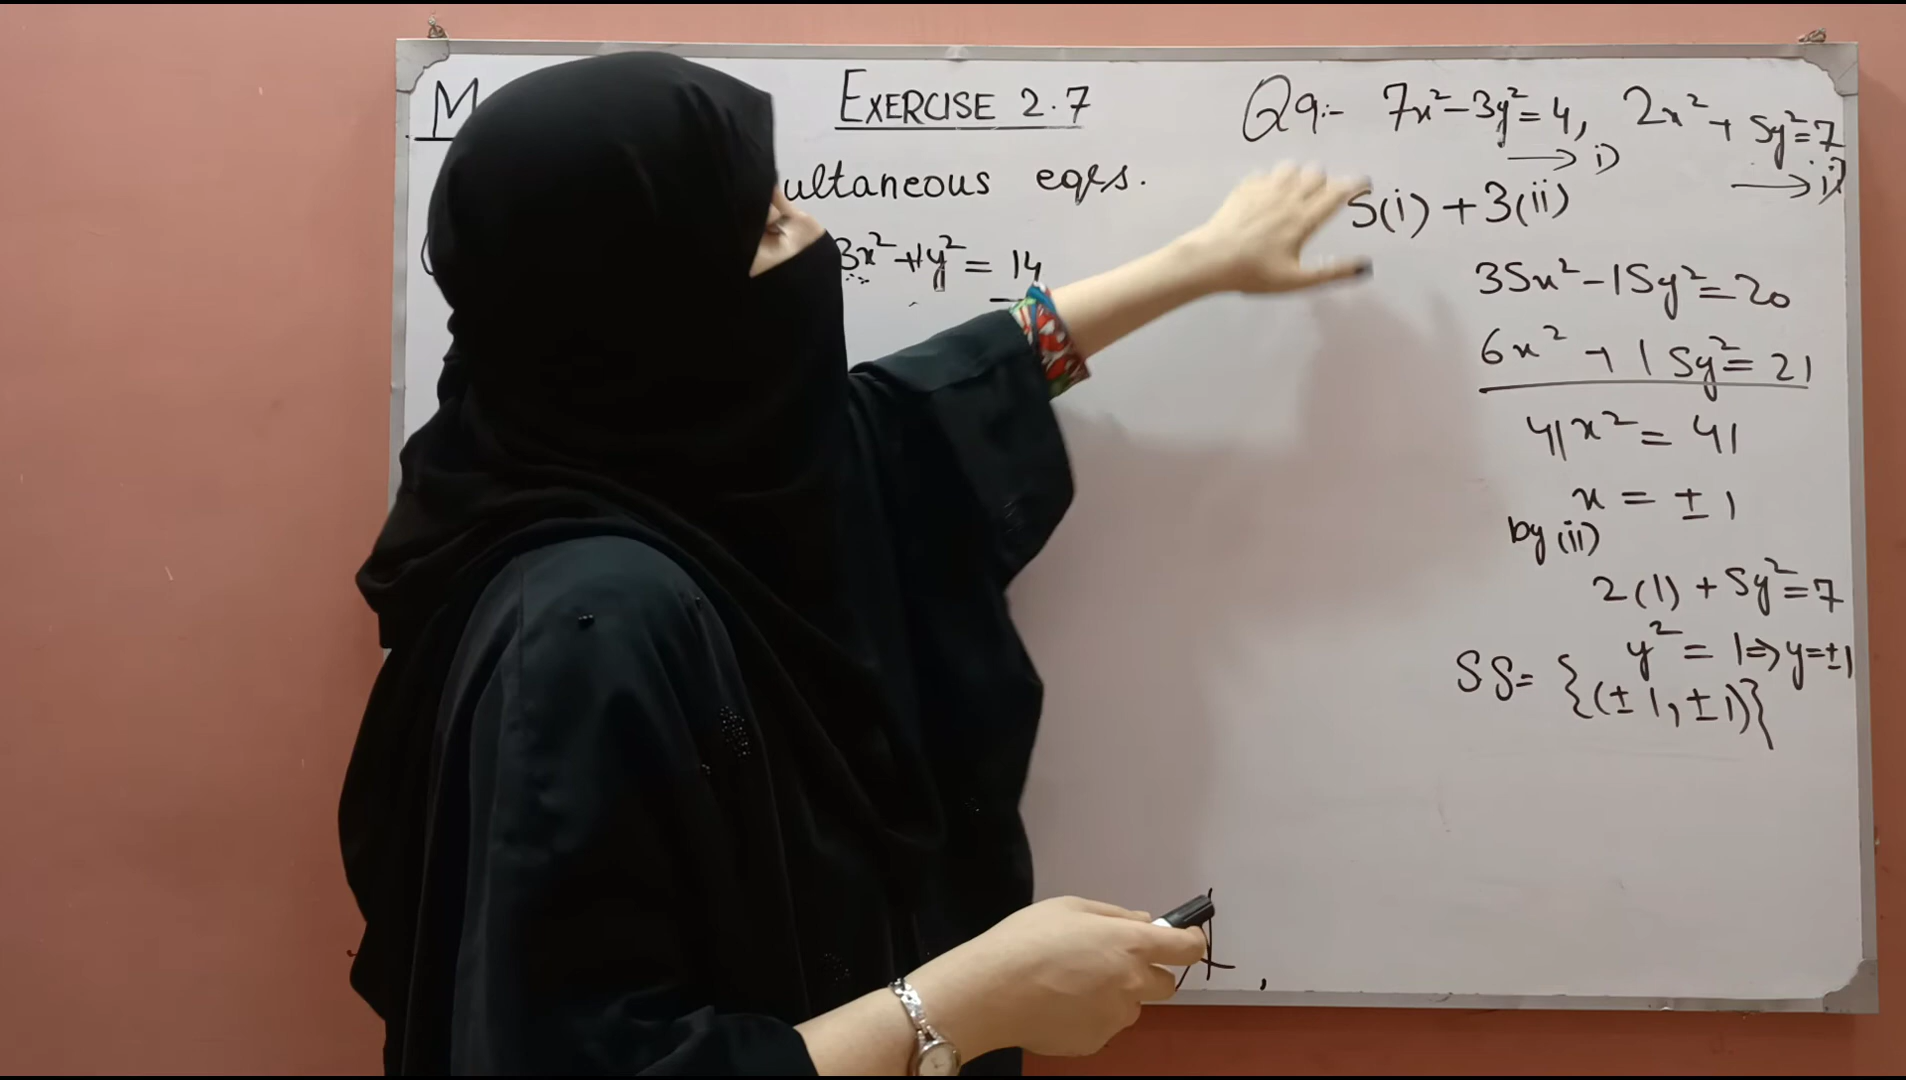 M
EXERCISE 2.7
ultaneous eqs.
3x² + y² = 14
Q9:- 7x² - 3y² = 4, 2x² + 5y² = 7
→ i) → ii)
5(i) + 3(ii)
35x² - 15y² = 20
6x² + 15y² = 21
41x² = 41
x = ± 1
by (ii)
2(1) + 5y² = 7
y² = 1 ⇒ y = ±1
SS = {(± 1, ± 1)}